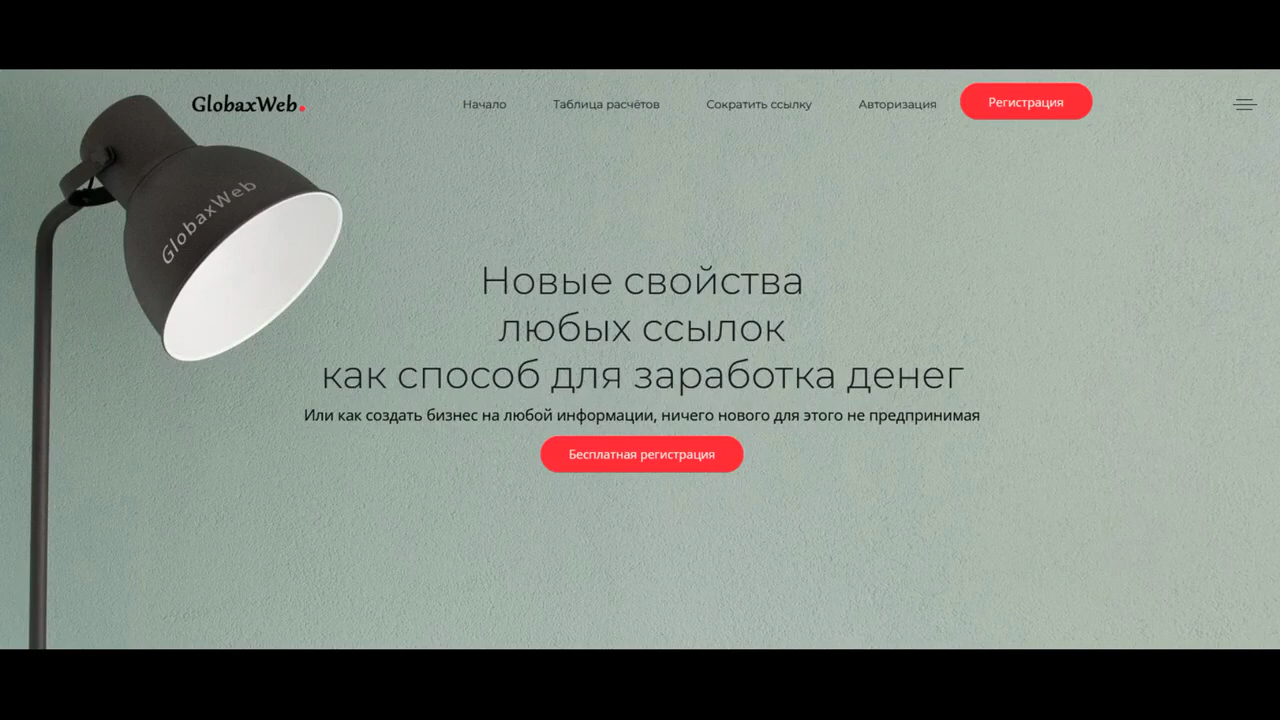 GlobaxWeb.
Начало
Таблица расчётов
Сократить ссылку
Авторизация
Регистрация
GlobaxWeb
Новые свойства
любых ссылок
как способ для заработка денег
Или как создать бизнес на любой информации, ничего нового для этого не предпринимая
Бесплатная регистрация